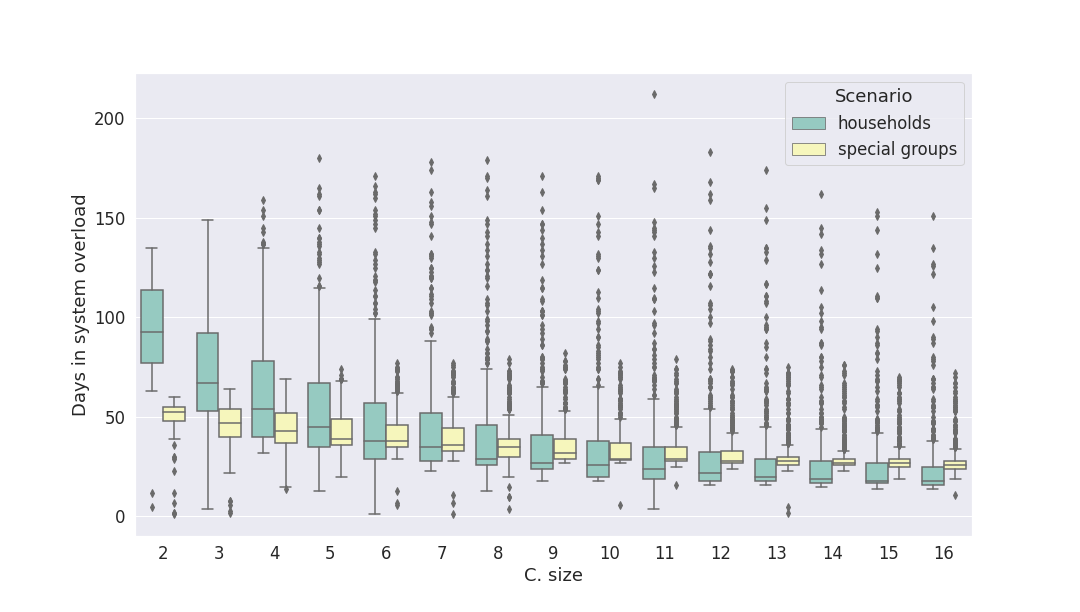 Scenario
households
special groups
Days in system overload
200
150
100
50
0
2 3 4 5 6 7 8 9 10 11 12 13 14 15 16
C. size